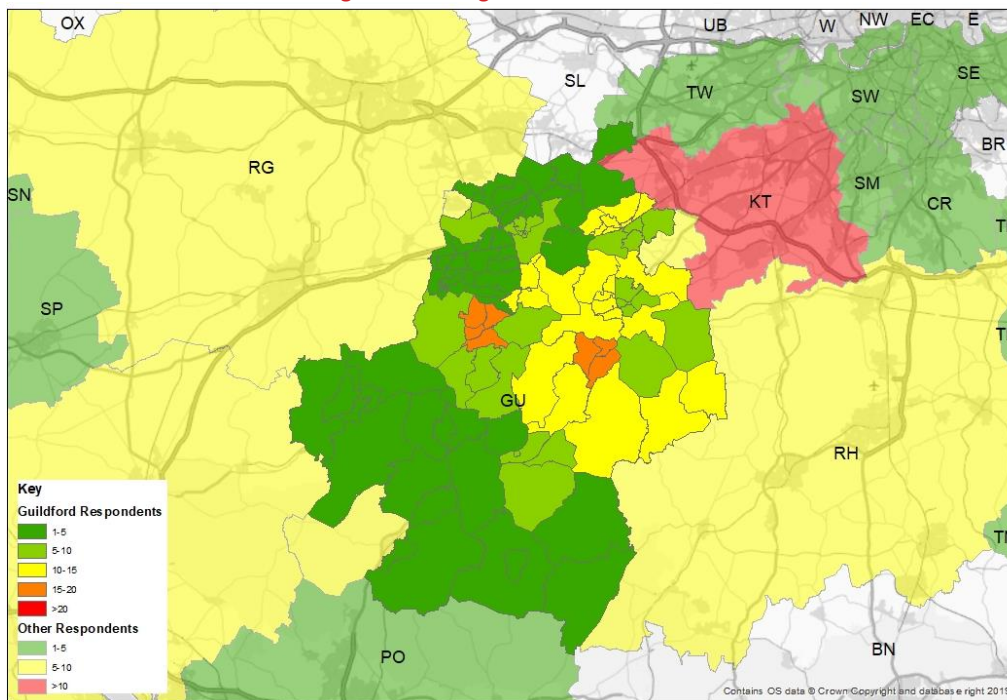 OX
UB
W
NW
EC
E
SL
TW
SW
SE
BR
RG
KT
SM
CR
SN
SP
GU
RH
PO
BN
Key
Guildford Respondents
1-5
5-10
10-15
15-20
>20
Other Respondents
1-5
5-10
>10
Contains OS data © Crown Copyright and database right